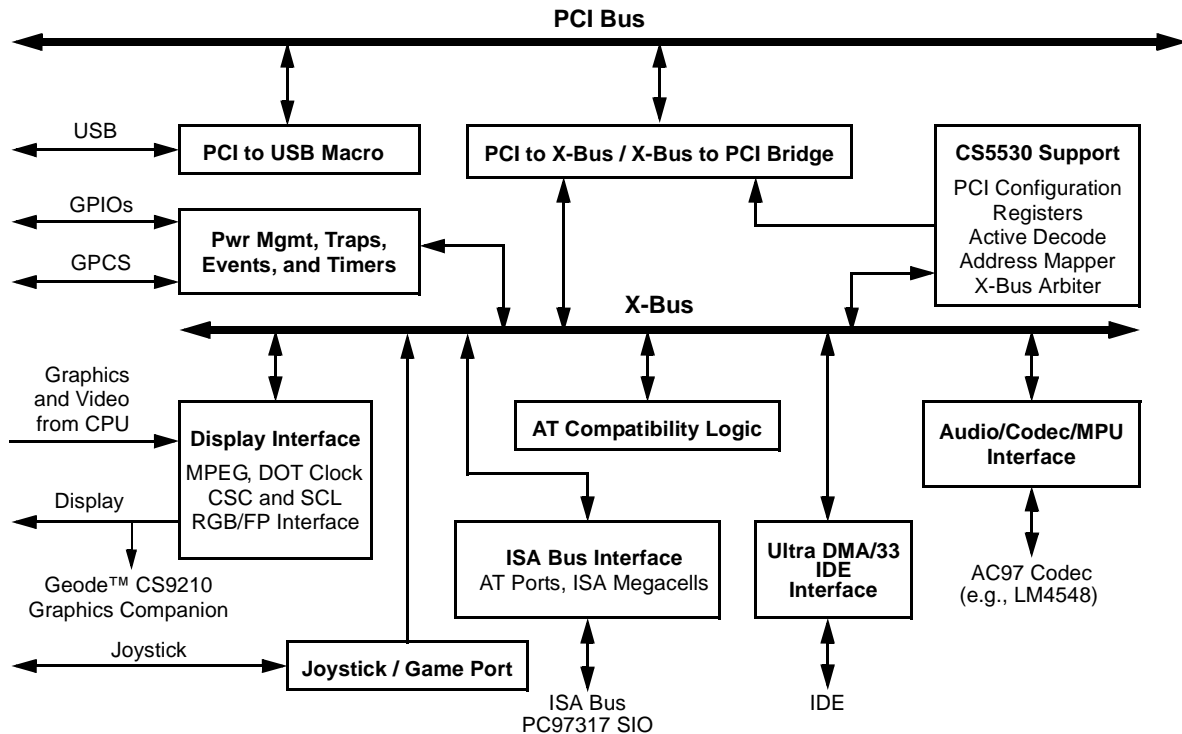 PCI Bus
USB
PCI to USB Macro
PCI to X-Bus / X-Bus to PCI Bridge
CS5530 Support
PCI Configuration
Registers
Active Decode
Address Mapper
X-Bus Arbiter
GPIOs
GPCS
Pwr Mgmt, Traps,
Events, and Timers
X-Bus
Graphics
and Video
from CPU
Display Interface
MPEG, DOT Clock
CSC and SCL
RGB/FP Interface
AT Compatibility Logic
Audio/Codec/MPU
Interface
Display
Geode™ CS9210
Graphics Companion
ISA Bus Interface
AT Ports, ISA Megacells
Ultra DMA/33
IDE
Interface
AC97 Codec
(e.g., LM4548)
Joystick
Joystick / Game Port
ISA Bus
PC97317 SIO
IDE